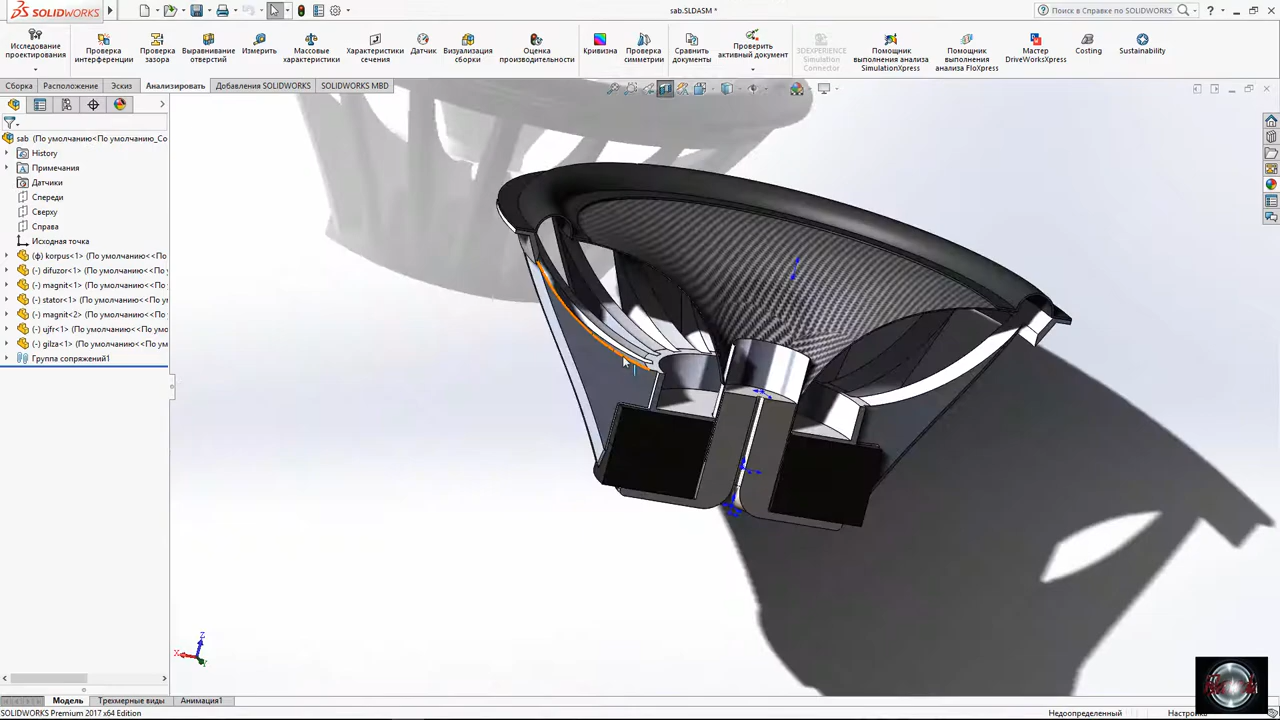 SOLIDWORKS
sab.SLDASM *
Поиск в Справке по SOLIDWORKS
Исследование проектирования
Проверка интерференции
Проверка зазора
Выравнивание отверстий
Измерить
Массовые характеристики
Характеристики сечения
Датчик
Визуализация сборки
Оценка производительности
Кривизна
Проверка симметрии
Сравнить документы
Проверить активный документ
3DEXPERIENCE Simulation Connector
Помощник выполнения анализа SimulationXpress
Помощник выполнения анализа FloXpress
Мастер DriveWorksXpress
Costing
Sustainability
Сборка
Расположение
Эскиз
Анализировать
Добавления SOLIDWORKS
SOLIDWORKS MBD
sab (По умолчанию<По умолчанию_Co
History
Примечания
Датчики
Спереди
Сверху
Справа
Исходная точка
(ф) korpus<1> (По умолчанию<<По
(-) difuzor<1> (По умолчанию<<По
(-) magnit<1> (По умолчанию<<По
(-) stator<1> (По умолчанию<<По у
(-) magnit<2> (По умолчанию<<По
(-) ujfr<1> (По умолчанию<<По ум
(-) gilza<1> (По умолчанию<<По ум
Группа сопряжений1
Z
X
Y
Модель
Трехмерные виды
Анимация1
SOLIDWORKS Premium 2017 x64 Edition
Недоопределенный
Настройка